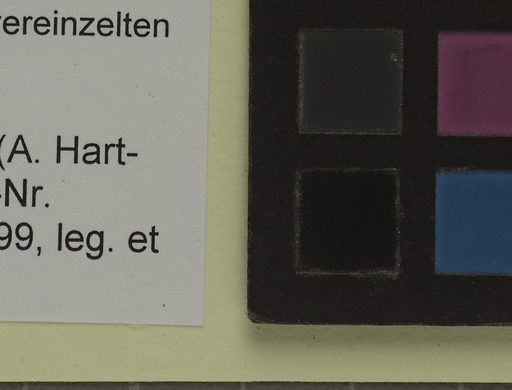 vereinzelten
(A. Hart-
-Nr.
99, leg. et